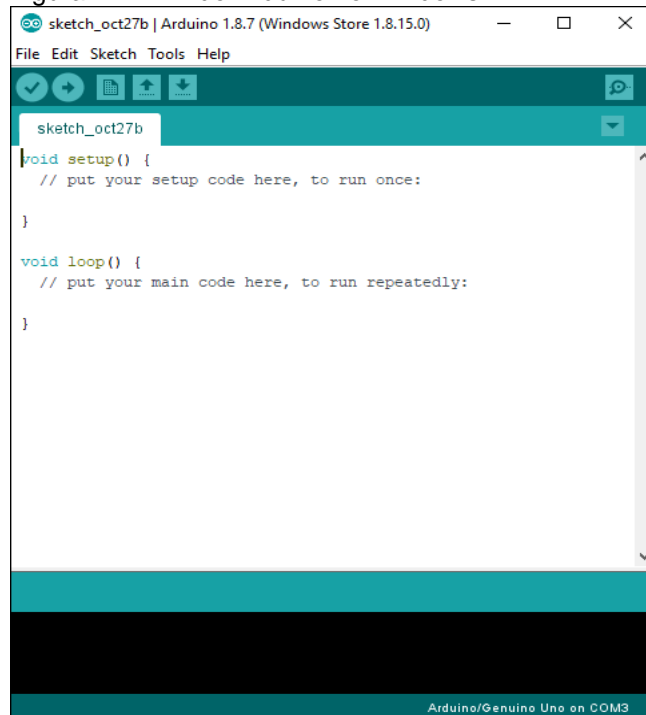 sketch_oct27b | Arduino 1.8.7 (Windows Store 1.8.15.0)
File Edit Sketch Tools Help
sketch_oct27b
void setup() {
  // put your setup code here, to run once:
}
void loop() {
  // put your main code here, to run repeatedly:
}
Arduino/Genuino Uno on COM3